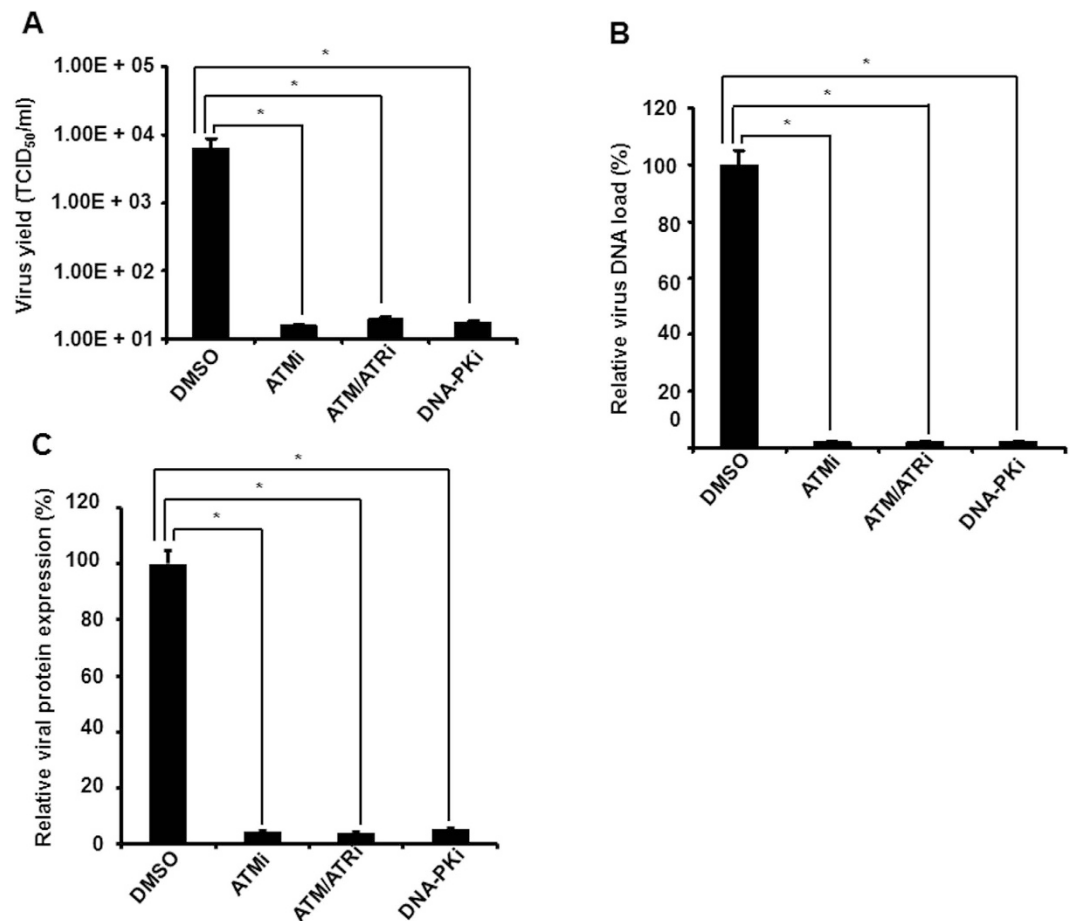 A
Virus yield (TCID50/ml)
1.00E + 05
1.00E + 04
1.00E + 03
1.00E + 02
1.00E + 01
*
*
*
DMSO
ATMi
ATM/ATRi
DNA-PKi
B
Relative virus DNA load (%)
120
100
80
60
40
20
0
*
*
*
DMSO
ATMi
ATM/ATRi
DNA-PKi
C
Relative viral protein expression (%)
120
100
80
60
40
20
0
*
*
*
DMSO
ATMi
ATM/ATRi
DNA-PKi